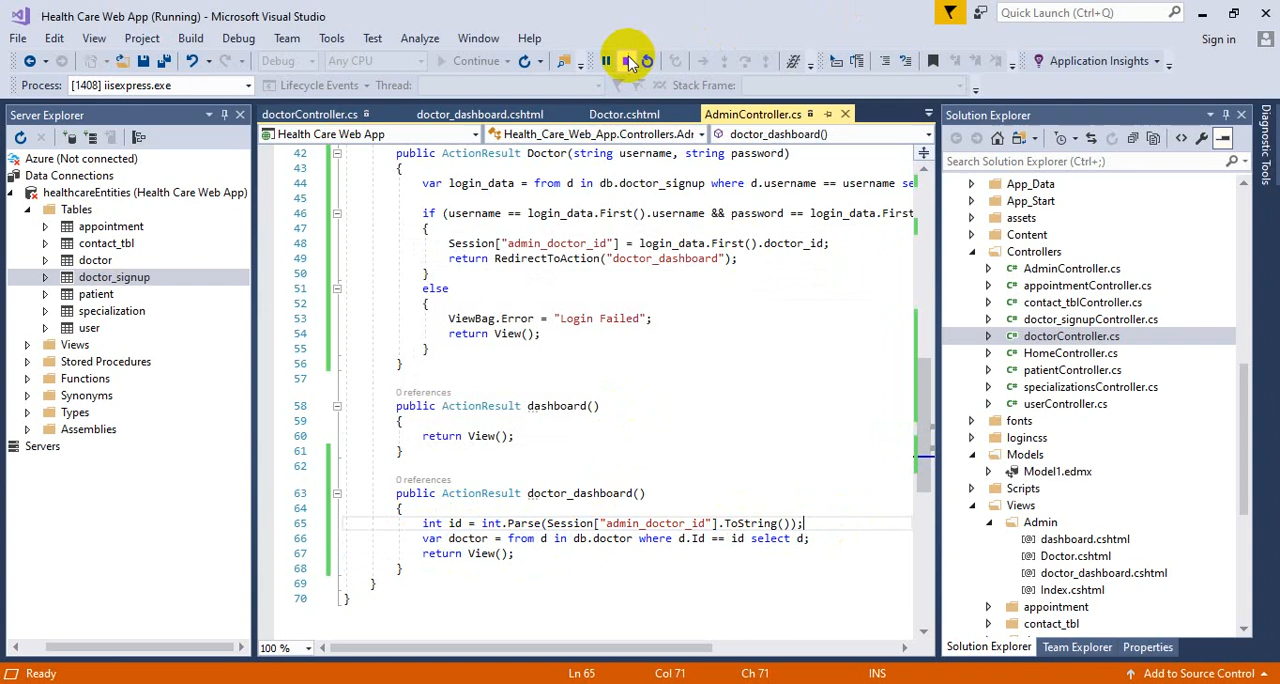 Health Care Web App (Running) - Microsoft Visual Studio
Quick Launch (Ctrl+Q)
File Edit View Project Build Debug Team Tools Test Analyze Window Help
Sign in
Debug Any CPU Continue Application Insights
Process: [1408] iisexpress.exe Lifecycle Events Thread: Stack Frame:
Server Explorer
Azure (Not connected)
Data Connections
healthcareEntities (Health Care Web App)
Tables
appointment
contact_tbl
doctor
doctor_signup
patient
specialization
user
Views
Stored Procedures
Functions
Synonyms
Types
Assemblies
Servers
doctorController.cs doctor_dashboard.cshtml Doctor.cshtml AdminController.cs
Health Care Web App Health_Care_Web_App.Controllers.Adr doctor_dashboard()
42 public ActionResult Doctor(string username, string password)
43 {
44 var login_data = from d in db.doctor_signup where d.username == username se
45
46 if (username == login_data.First().username && password == login_data.First
47 {
48 Session["admin_doctor_id"] = login_data.First().doctor_id;
49 return RedirectToAction("doctor_dashboard");
50 }
51 else
52 {
53 ViewBag.Error = "Login Failed";
54 return View();
55 }
56 }
57
0 references
58 public ActionResult dashboard()
59 {
60 return View();
61 }
62
0 references
63 public ActionResult doctor_dashboard()
64 {
65 int id = int.Parse(Session["admin_doctor_id"].ToString());
66 var doctor = from d in db.doctor where d.Id == id select d;
67 return View();
68 }
69 }
70 }
100 %
Solution Explorer
Search Solution Explorer (Ctrl+;)
App_Data
App_Start
assets
Content
Controllers
AdminController.cs
appointmentController.cs
contact_tblController.cs
doctor_signupController.cs
doctorController.cs
HomeController.cs
patientController.cs
specializationsController.cs
userController.cs
fonts
logincss
Models
Model1.edmx
Scripts
Views
Admin
dashboard.cshtml
Doctor.cshtml
doctor_dashboard.cshtml
Index.cshtml
appointment
contact_tbl
Solution Explorer Team Explorer Properties
Diagnostic Tools
Ready Ln 65 Col 71 Ch 71 INS Add to Source Control